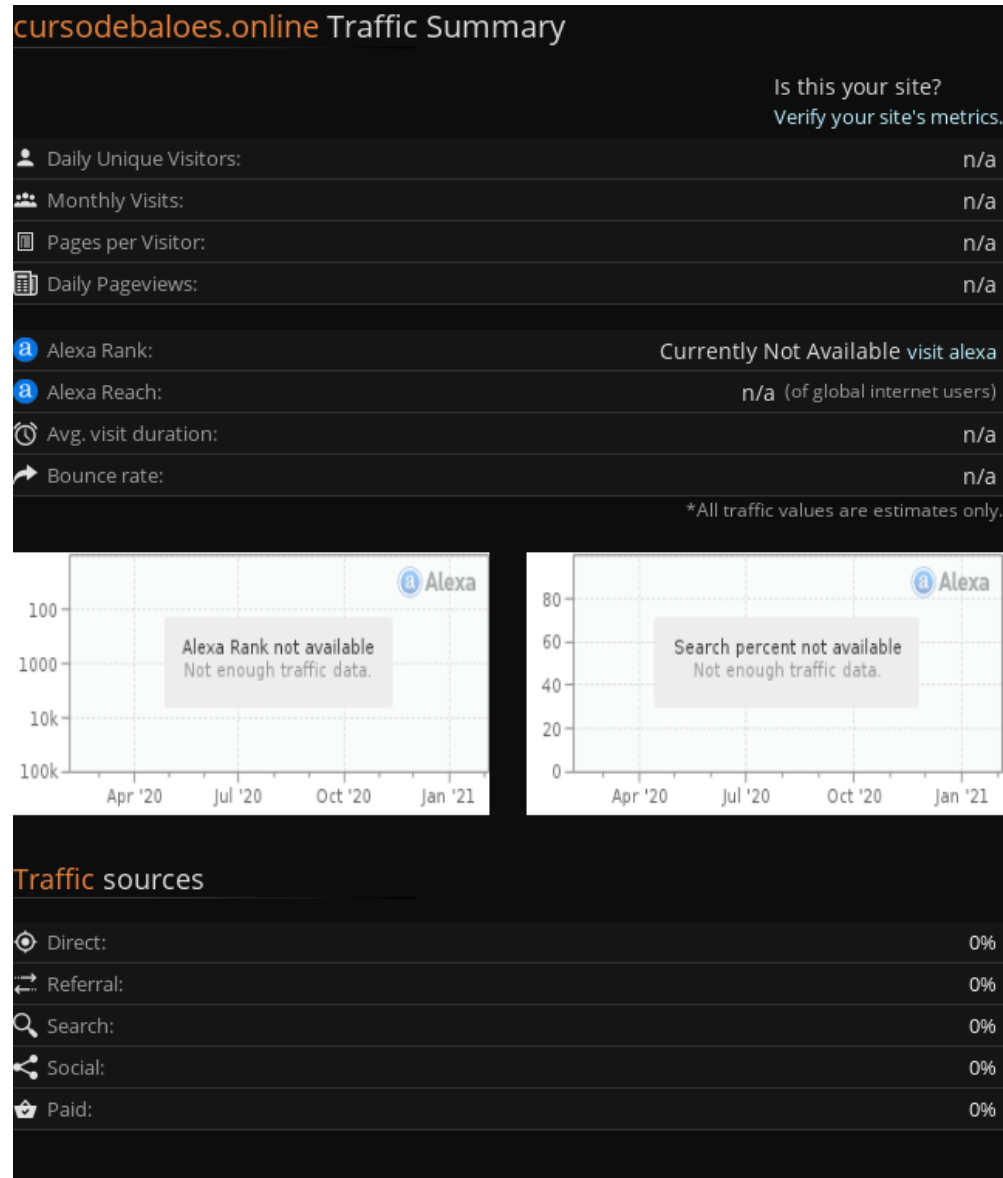 cursodebaloes.online Traffic Summary
Is this your site?
Verify your site's metrics.
Daily Unique Visitors: n/a
Monthly Visits: n/a
Pages per Visitor: n/a
Daily Pageviews: n/a
a Alexa Rank: Currently Not Available visit alexa
a Alexa Reach: n/a (of global internet users)
Avg. visit duration: n/a
Bounce rate: n/a
*All traffic values are estimates only.
a Alexa
100
1000
10k
100k
Alexa Rank not available
Not enough traffic data.
Apr '20 Jul '20 Oct '20 Jan '21
a Alexa
80
60
40
20
0
Search percent not available
Not enough traffic data.
Apr '20 Jul '20 Oct '20 Jan '21
Traffic sources
Direct: 0%
Referral: 0%
Search: 0%
Social: 0%
Paid: 0%